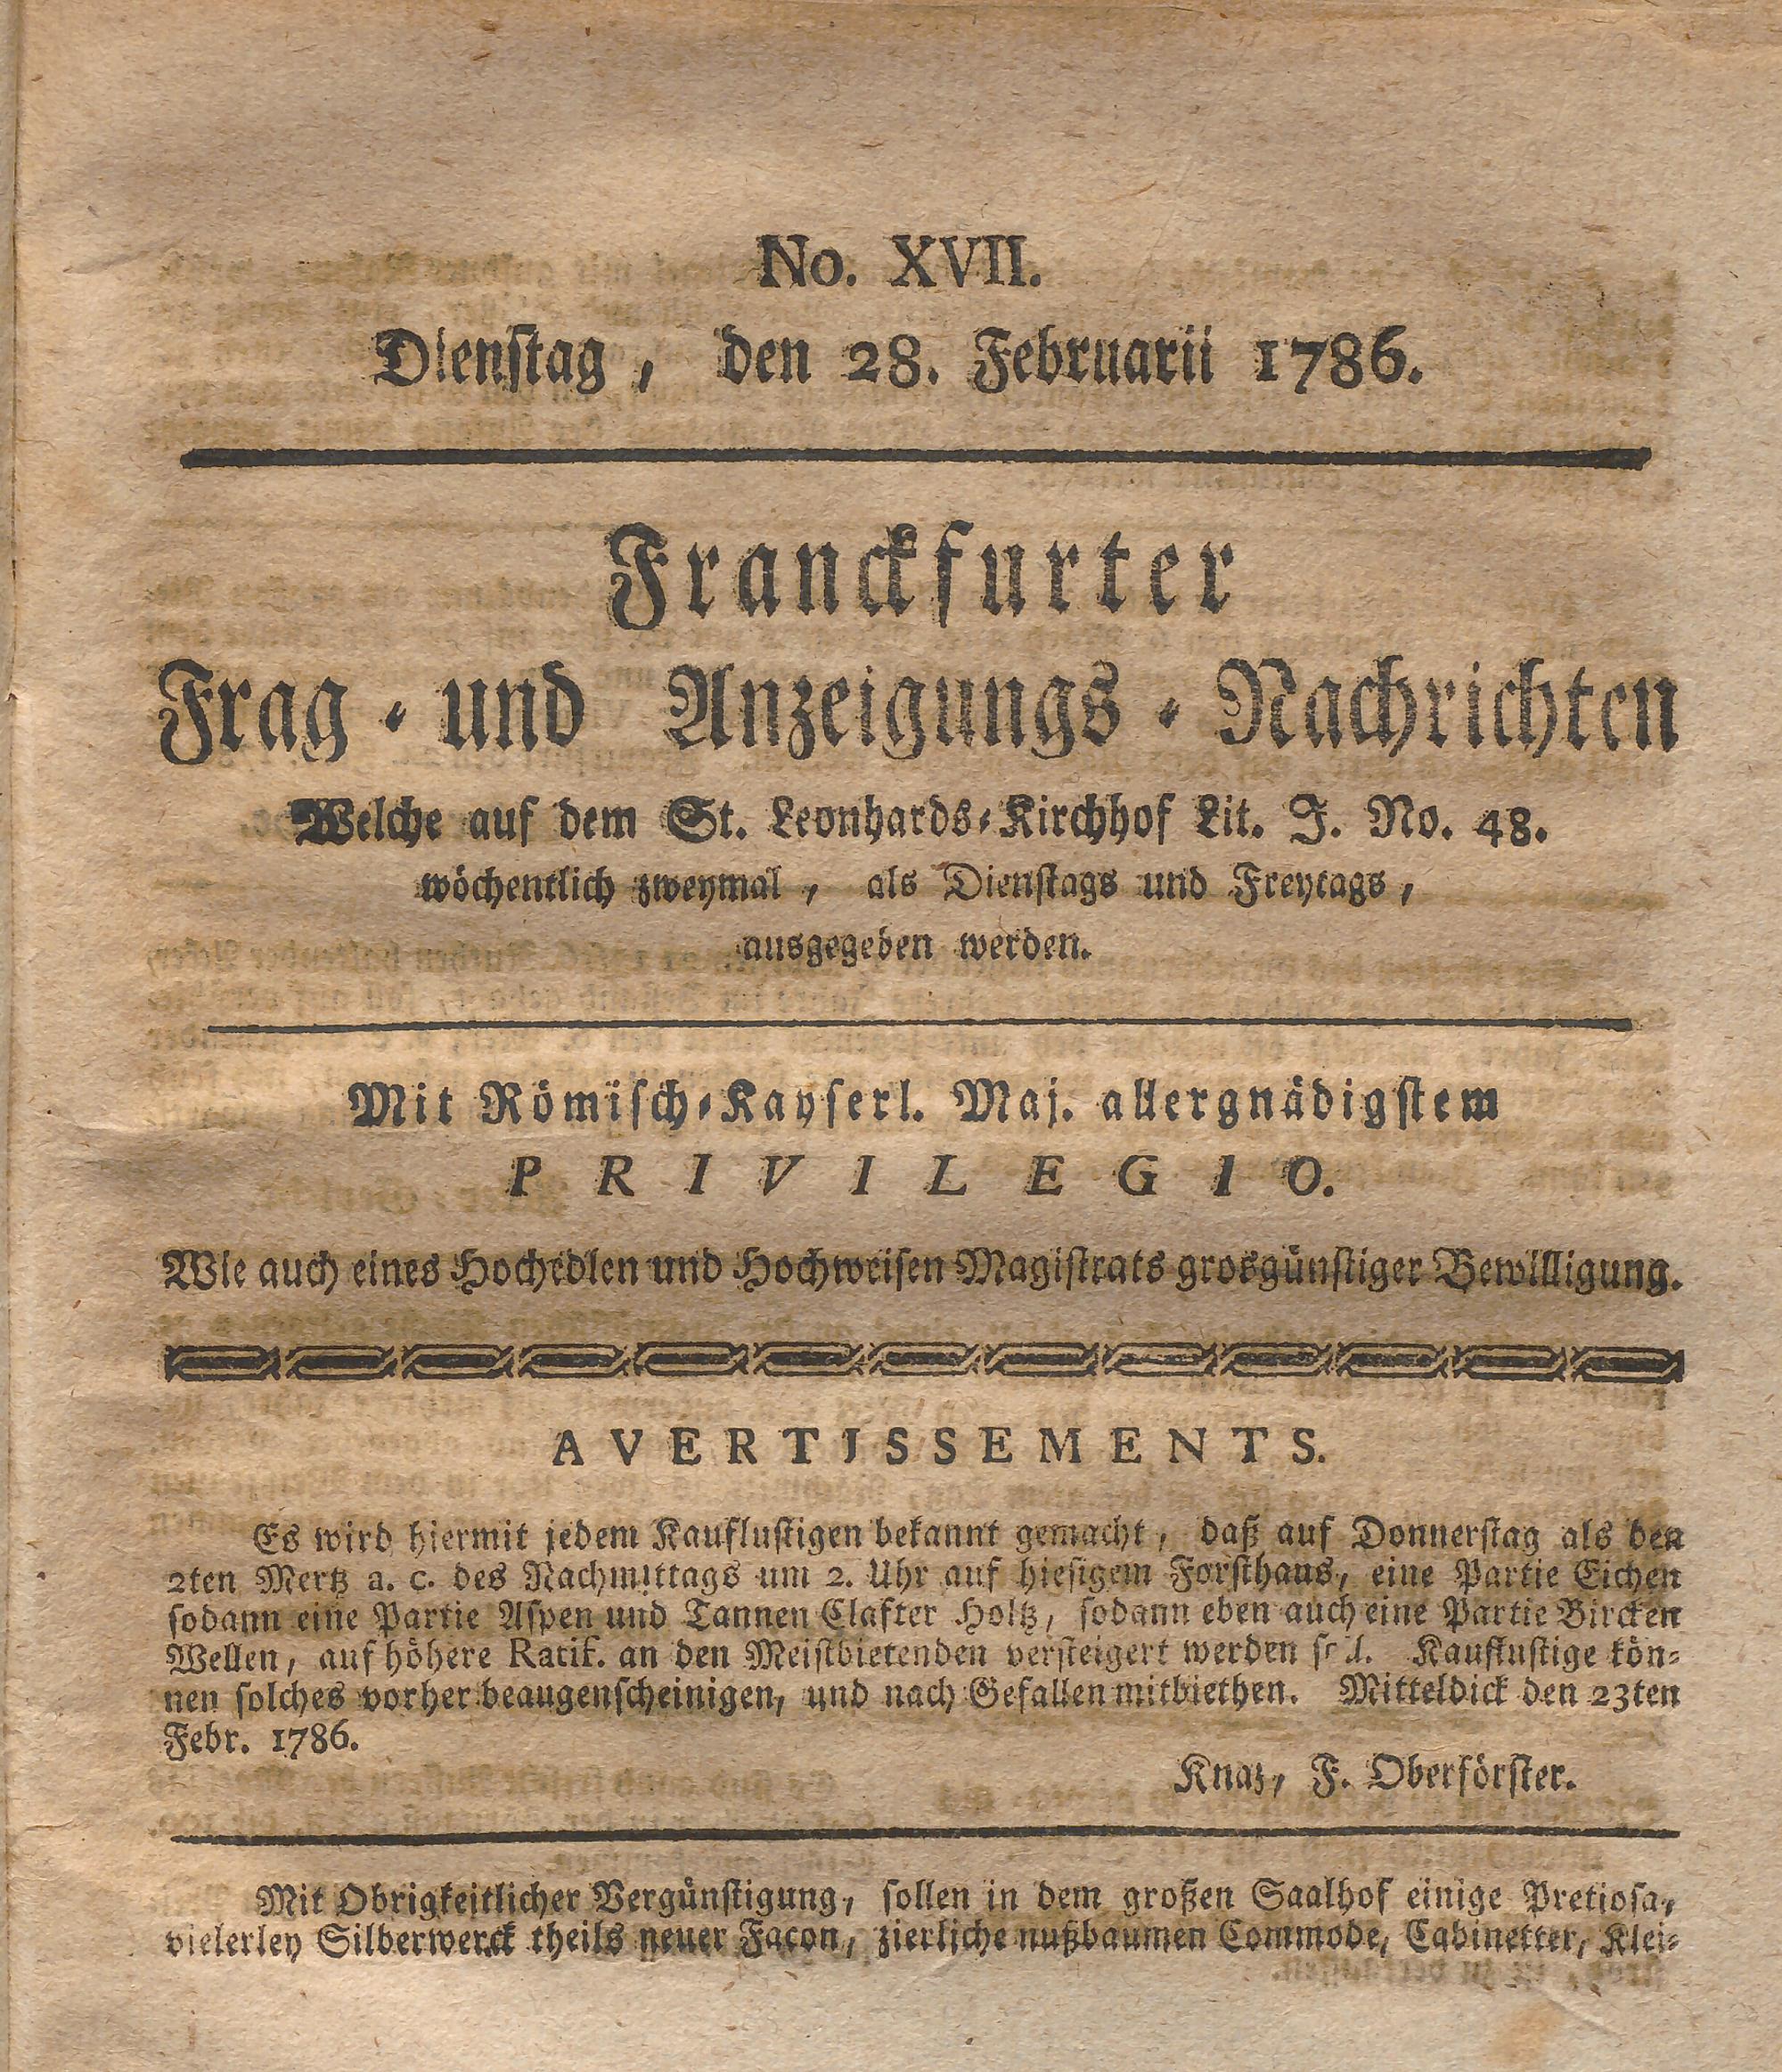 No. XVII.
Dienstag, den 28. Februarii 1786.
Franckfurter
Frag- und Anzeigungs-Nachrichten
Welche auf dem St. Leonhards-Kirchhof Lit. J. No. 48.
wöchentlich zweymal, als Dienstags und Freytags,
ausgegeben werden.
Mit Römisch-Kayserl. Maj. allergnädigstem
PRIVILEGIO.
Wie auch eines Hochedlen und Hochweisen Magistrats grosgünstiger Bewilligung.
AVERTISSEMENTS.
Es wird hiermit jedem Kauflustigen bekannt gemacht, daß auf Donnerstag als den
2ten Mertz a. c. des Nachmittags um 2. Uhr auf hiesigem Forsthaus, eine Partie Eichen
sodann eine Partie Aspen und Tannen Clafter Holtz, sodann eben auch eine Partie Bircken
Wellen, auf höhere Ratif. an den Meistbietenden versteigert werden soll. Kauflustige kön-
nen solches vorher beaugenscheinigen, und nach Gefallen mitbiethen. Mitteldick den 23ten
Febr. 1786.
Knaz, F. Oberförster.
Mit Obrigkeitlicher Vergünstigung, sollen in dem großen Saalhof einige Pretiosa,
vielerley Silberwerck theils neuer Facon, zierliche nußbaumen Commode, Cabinetter, Klei-